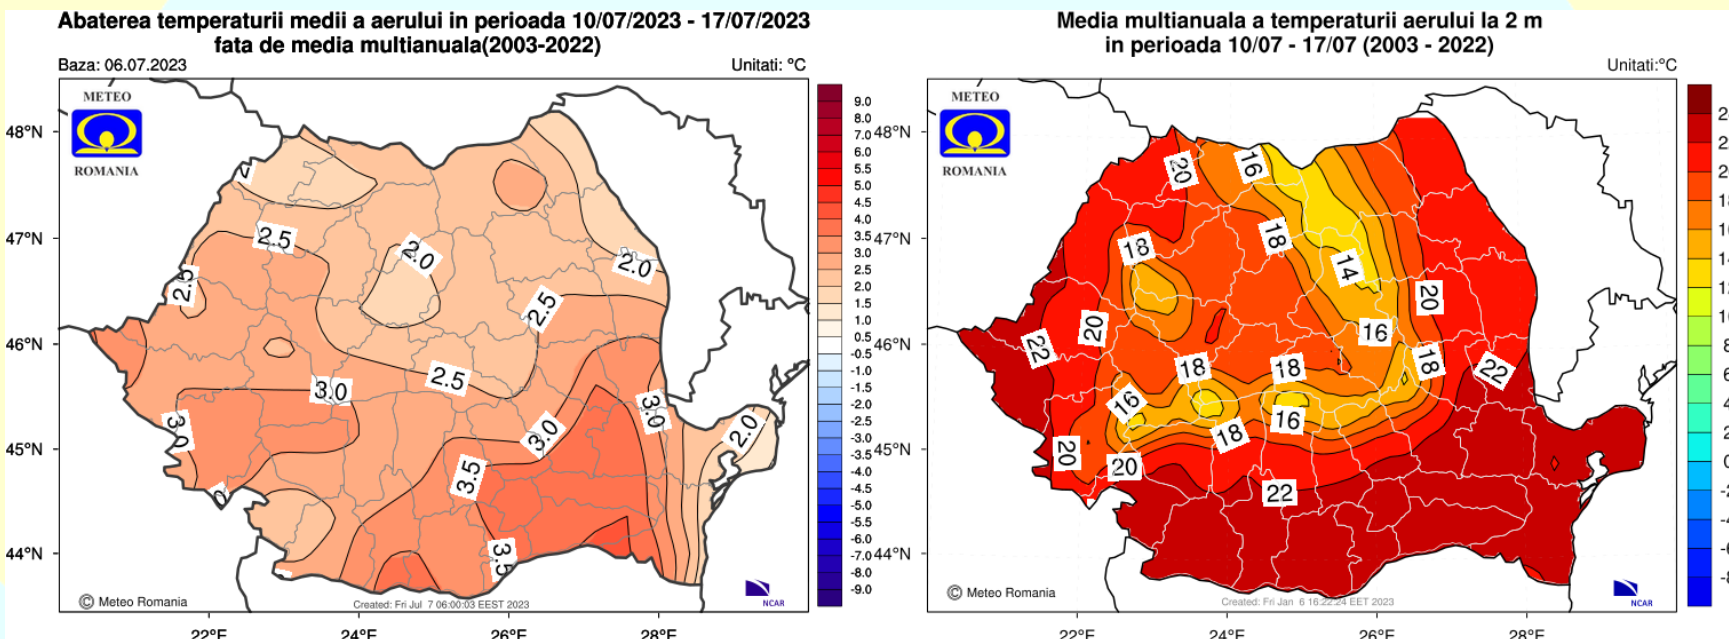 Abaterea temperaturii medii a aerului in perioada 10/07/2023 - 17/07/2023
fata de media multianuala(2003-2022)
Baza: 06.07.2023
Unitati: °C
METEO
ROMANIA
48°N
47°N
46°N
45°N
44°N
22°E
24°E
26°E
28°E
2.5
2.0
2.5
2.0
2.5
2.5
3.0
3.0
3.0
3.0
2.0
3.5
3.5
9.0
8.0
7.0
6.0
5.5
5.0
4.5
4.0
3.5
3.0
2.5
2.0
1.5
1.0
0.5
-0.5
-1.0
-1.5
-2.0
-2.5
-3.0
-3.5
-4.0
-4.5
-5.0
-5.5
-6.0
-7.0
-8.0
-9.0
© Meteo Romania
Created: Fri Jul 7 06:00:03 EEST 2023
NCAR
Media multianuala a temperaturii aerului la 2 m
in perioada 10/07 - 17/07 (2003 - 2022)
Unitati:°C
METEO
ROMANIA
48°N
47°N
46°N
45°N
44°N
22°E
24°E
26°E
28°E
20
16
18
18
14
20
16
20
22
18
18
18
22
16
16
18
20
20
22
© Meteo Romania
Created: Fri Jan 6 16:22:24 EET 2023
NCAR